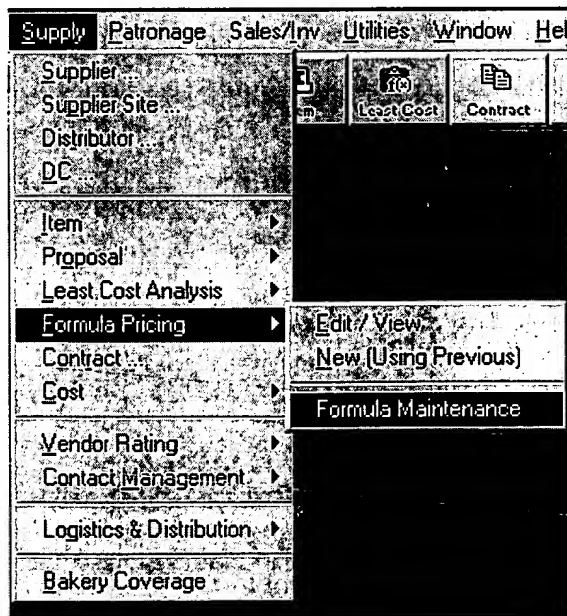 Supply Patronage Sales/Inv Utilities Window Hel
Supplier ...
Supplier Site ...
Distributor ...
DC ...
Least Cost
Contract
Item
Proposal
Least Cost Analysis
Formula Pricing
Edit / View
New (Using Previous)
Formula Maintenance
Contract ...
Cost
Vendor Rating
Contact Management
Logistics & Distribution
Bakery Coverage